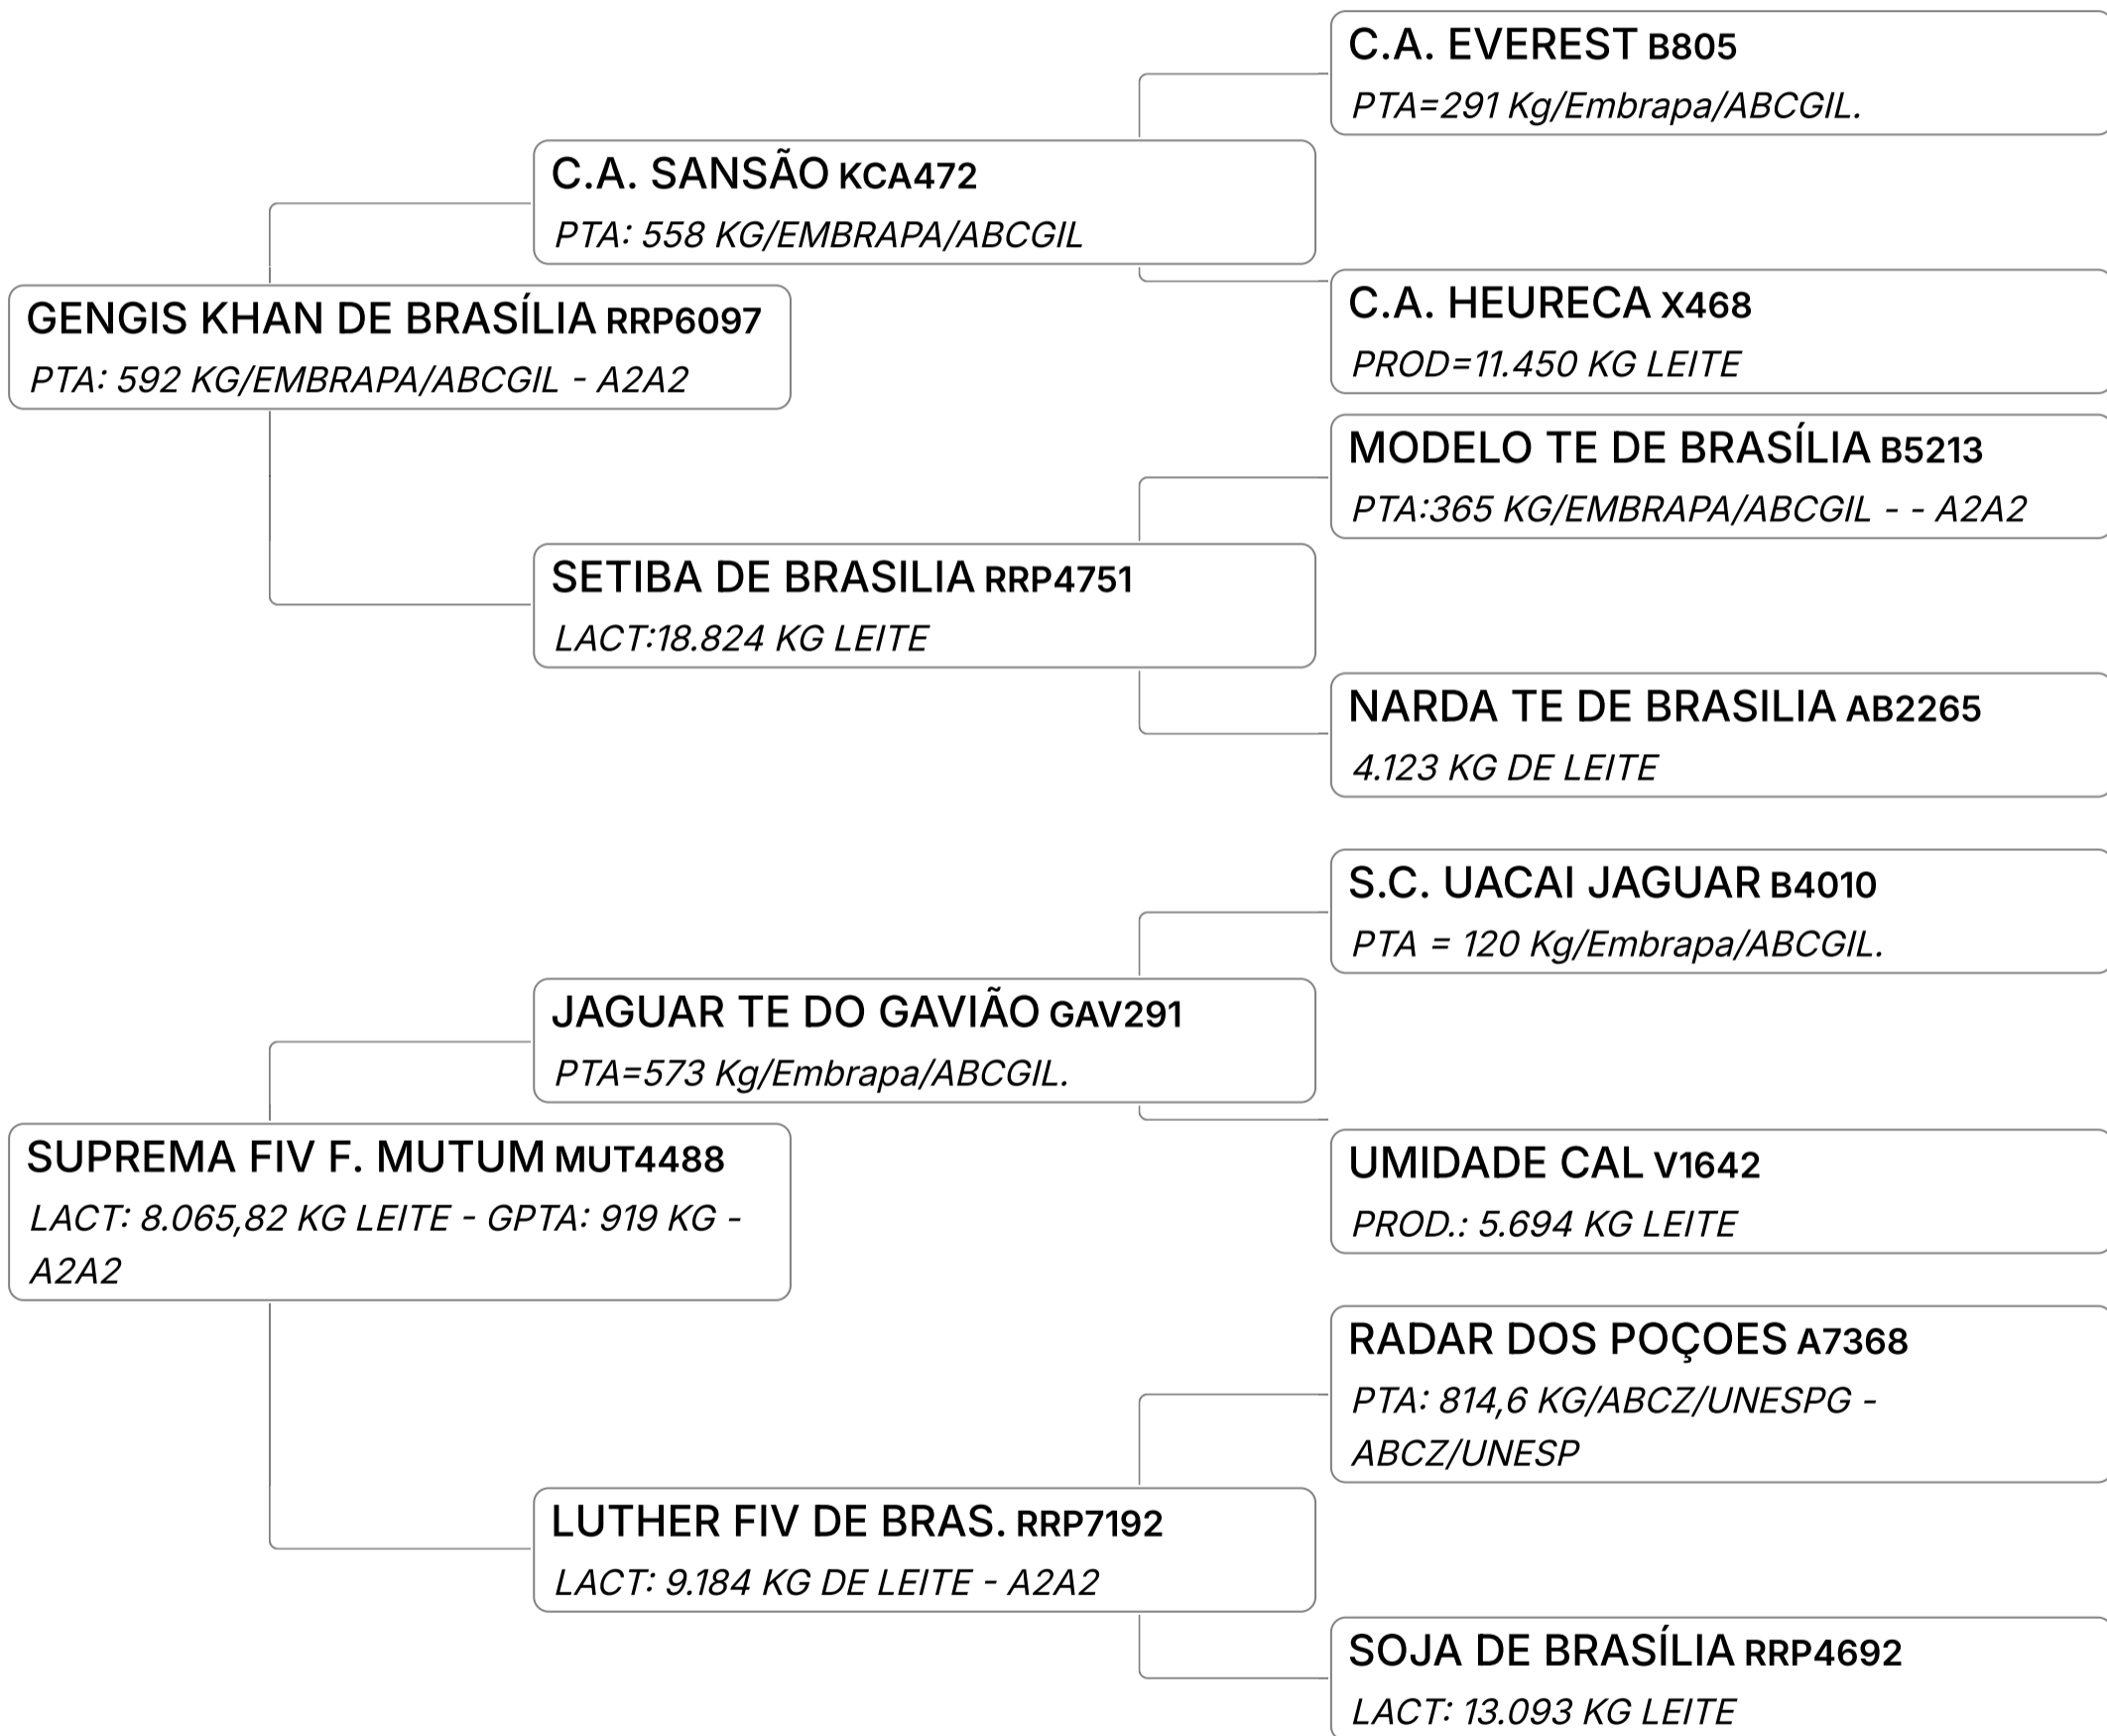 C.A. EVEREST B805
PTA=291 Kg/Embrapa/ABCGIL.
C.A. SANSÃO KCA472
PTA: 558 KG/EMBRAPA/ABCGIL
C.A. HEURECA X468
PROD=11.450 KG LEITE
GENGIS KHAN DE BRASÍLIA RRP6097
PTA: 592 KG/EMBRAPA/ABCGIL - A2A2
MODELO TE DE BRASÍLIA B5213
PTA:365 KG/EMBRAPA/ABCGIL - - A2A2
SETIBA DE BRASILIA RRP4751
LACT:18.824 KG LEITE
NARDA TE DE BRASILIA AB2265
4.123 KG DE LEITE
S.C. UACAI JAGUAR B4010
PTA = 120 Kg/Embrapa/ABCGIL.
JAGUAR TE DO GAVIÃO GAV291
PTA=573 Kg/Embrapa/ABCGIL.
UMIDADE CAL V1642
PROD.: 5.694 KG LEITE
SUPREMA FIV F. MUTUM MUT4488
LACT: 8.065,82 KG LEITE - GPTA: 919 KG -
A2A2
RADAR DOS POÇOES A7368
PTA: 814,6 KG/ABCZ/UNESPG -
ABCZ/UNESP
LUTHER FIV DE BRAS. RRP7192
LACT: 9.184 KG DE LEITE - A2A2
SOJA DE BRASÍLIA RRP4692
LACT: 13.093 KG LEITE